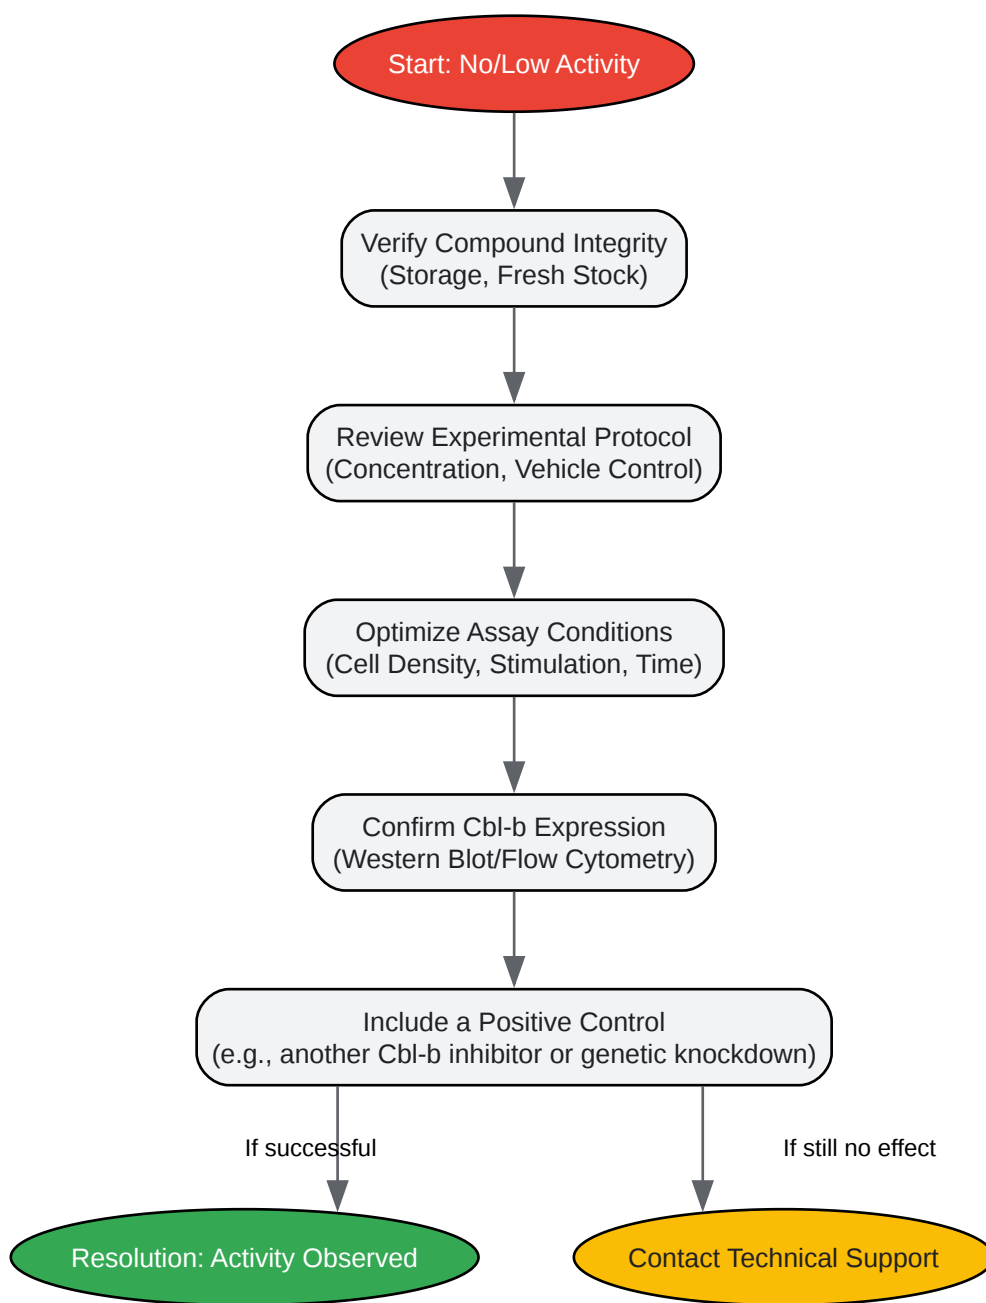 Start: No/Low Activity
Verify Compound Integrity
(Storage, Fresh Stock)
Review Experimental Protocol
(Concentration, Vehicle Control)
Optimize Assay Conditions
(Cell Density, Stimulation, Time)
Confirm Cbl-b Expression
(Western Blot/Flow Cytometry)
Include a Positive Control
(e.g., another Cbl-b inhibitor or genetic knockdown)
If successful
If still no effect
Resolution: Activity Observed
Contact Technical Support